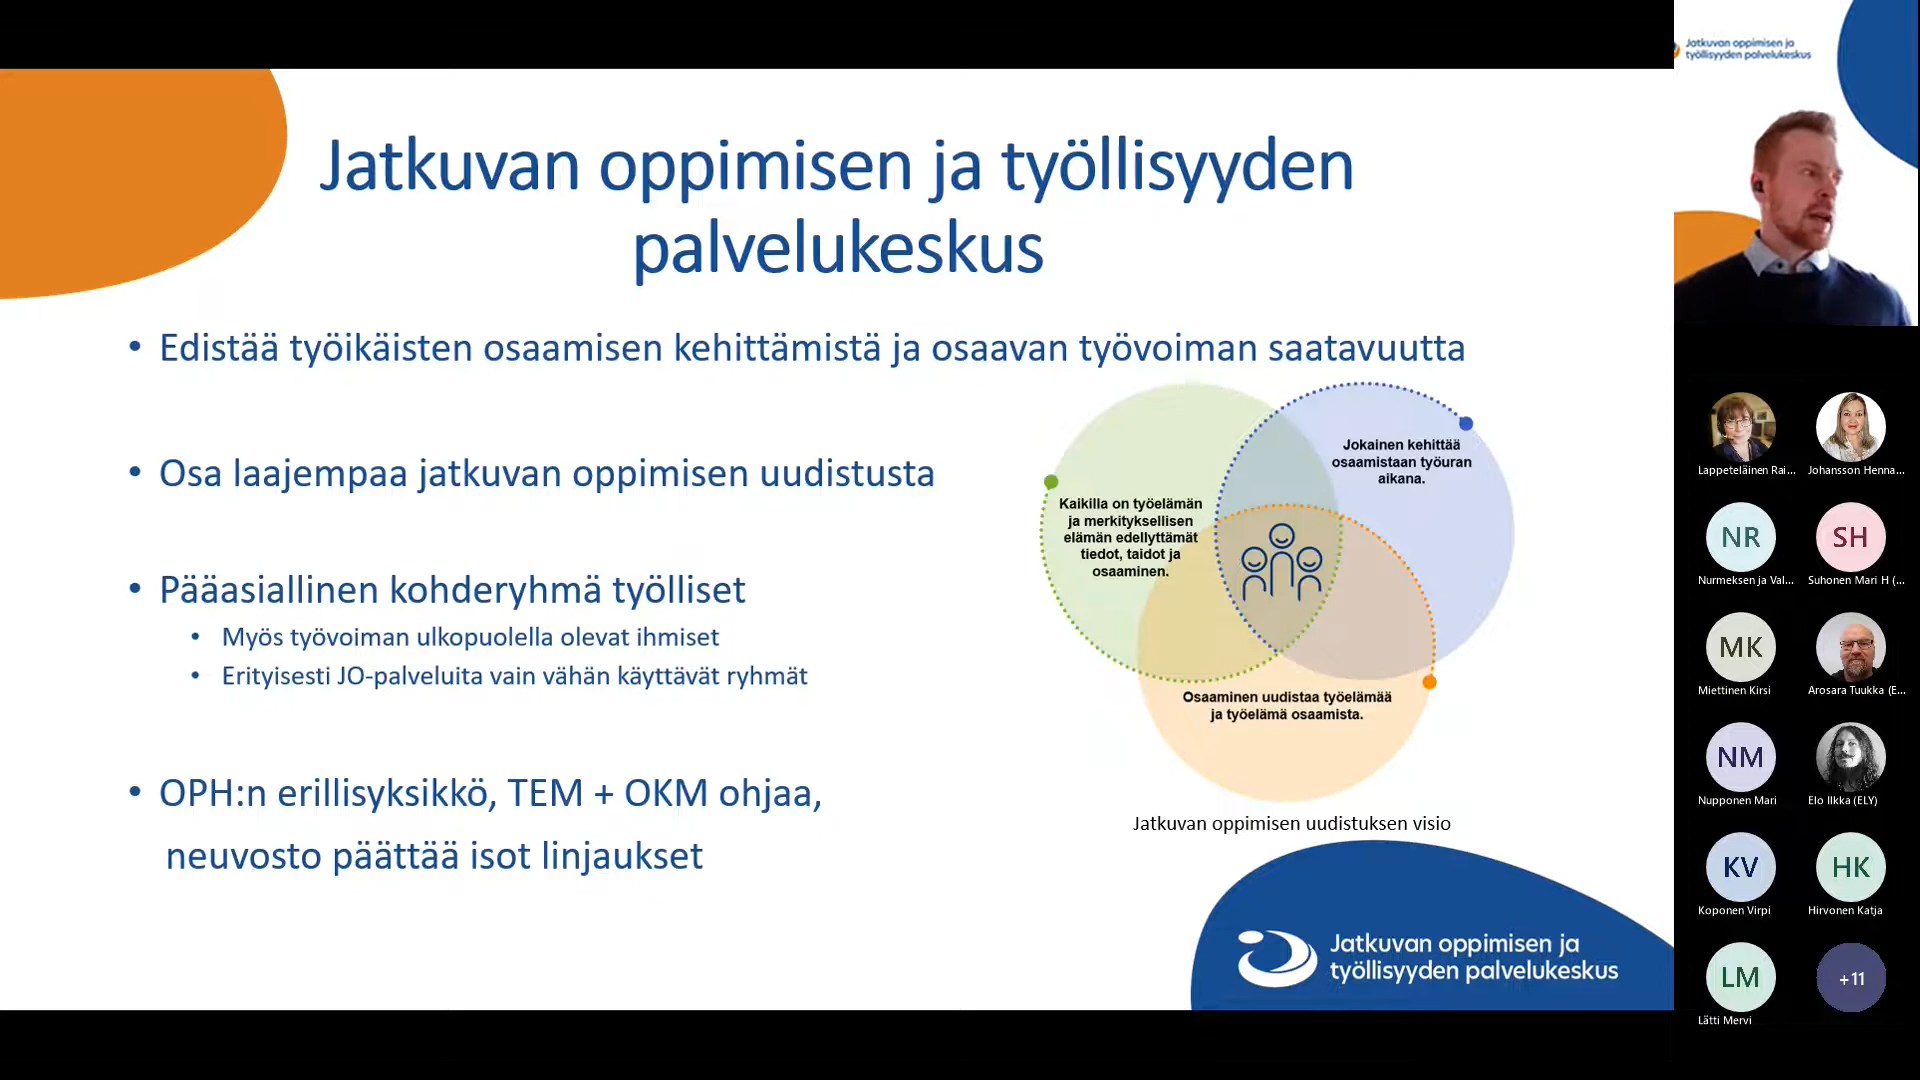 Jatkuvan oppimisen ja työllisyyden
palvelukeskus
• Edistää työikäisten osaamisen kehittämistä ja osaavan työvoiman saatavuutta
• Osa laajempaa jatkuvan oppimisen uudistusta
• Pääasiallinen kohderyhmä työlliset
• Myös työvoiman ulkopuolella olevat ihmiset
• Erityisesti JO-palveluita vain vähän käyttävät ryhmät
• OPH:n erillisyksikkö, TEM + OKM ohjaa,
neuvosto päättää isot linjaukset
Kaikilla on työelämän
ja merkityksellisen
elämän edellyttämät
tiedot, taidot ja
osaaminen.
Jokainen kehittää
osaamistaan työuran
aikana.
Osaaminen uudistaa työelämää
ja työelämä osaamista.
Jatkuvan oppimisen uudistuksen visio
Jatkuvan oppimisen ja
työllisyyden palvelukeskus
Jatkuvan oppimisen ja
työllisyyden palvelukeskus
Lappeteläinen Rai...
Johansson Henna...
NR
Nurmeksen ja Val...
SH
Suhonen Mari H (...
MK
Miettinen Kirsi
Arosara Tuukka (E...
NM
Nupponen Mari
Elo Ilkka (ELY)
KV
Koponen Virpi
HK
Hirvonen Katja
LM
Lätti Mervi
+11